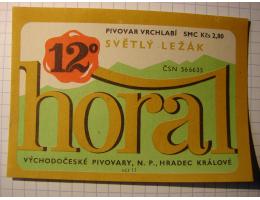 PIVOVAR VRCHLABÍ SMC Kčs 2,80
12°
SVĚTLÝ LEŽÁK
ČSN 566635
horal
VÝCHODOČESKÉ PIVOVARY, N. P., HRADEC KRÁLOVÉ